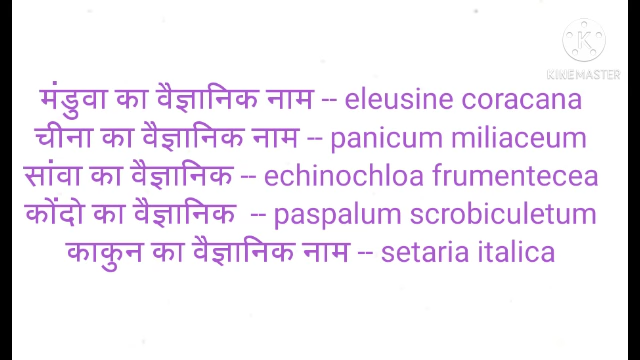 KINEMASTER
मंडुवा का वैज्ञानिक नाम -- eleusine coracana
चीना का वैज्ञानिक नाम -- panicum miliaceum
सांवा का वैज्ञानिक -- echinochloa frumentecea
कोंदो का वैज्ञानिक -- paspalum scrobiculetum
काकुन का वैज्ञानिक नाम -- setaria italica